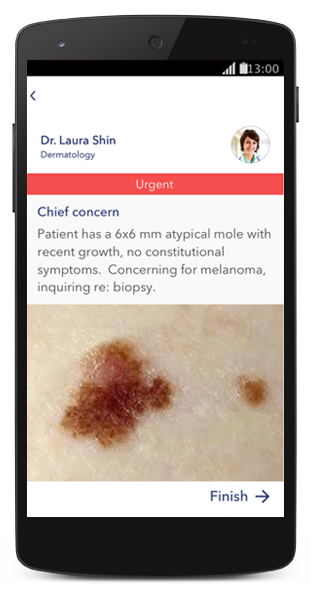 13:00
Dr. Laura Shin
Dermatology
Urgent
Chief concern
Patient has a 6x6 mm atypical mole with
recent growth, no constitutional
symptoms.  Concerning for melanoma,
inquiring re: biopsy.
Finish